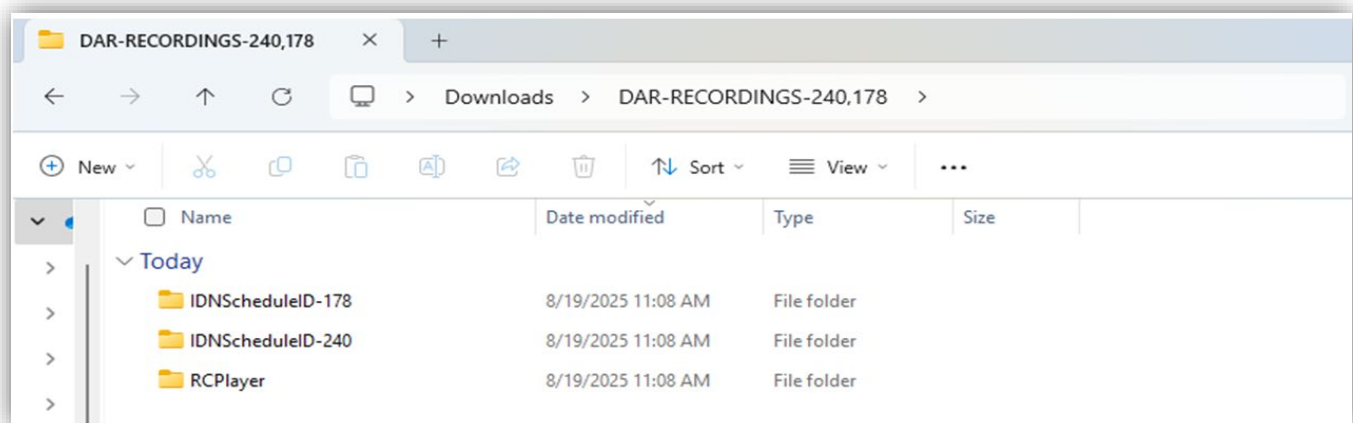 DAR-RECORDINGS-240,178
Downloads > DAR-RECORDINGS-240,178 >
New Sort View ...
Name Date modified Type Size
Today
IDNScheduleID-178 8/19/2025 11:08 AM File folder
IDNScheduleID-240 8/19/2025 11:08 AM File folder
RCPlayer 8/19/2025 11:08 AM File folder